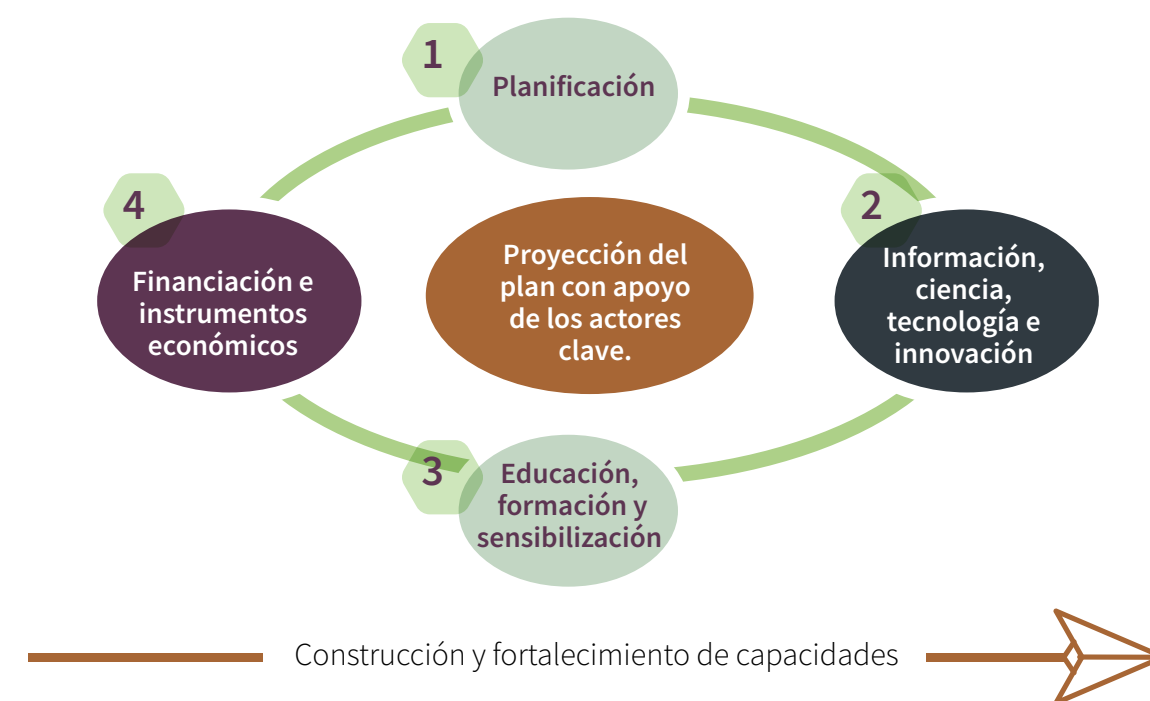 1
Planificación
2
Información,
ciencia,
tecnología e
innovación
3
Educación,
formación y
sensibilización
4
Financiación e
instrumentos
económicos
Proyección del
plan con apoyo
de los actores
clave.
Construcción y fortalecimiento de capacidades